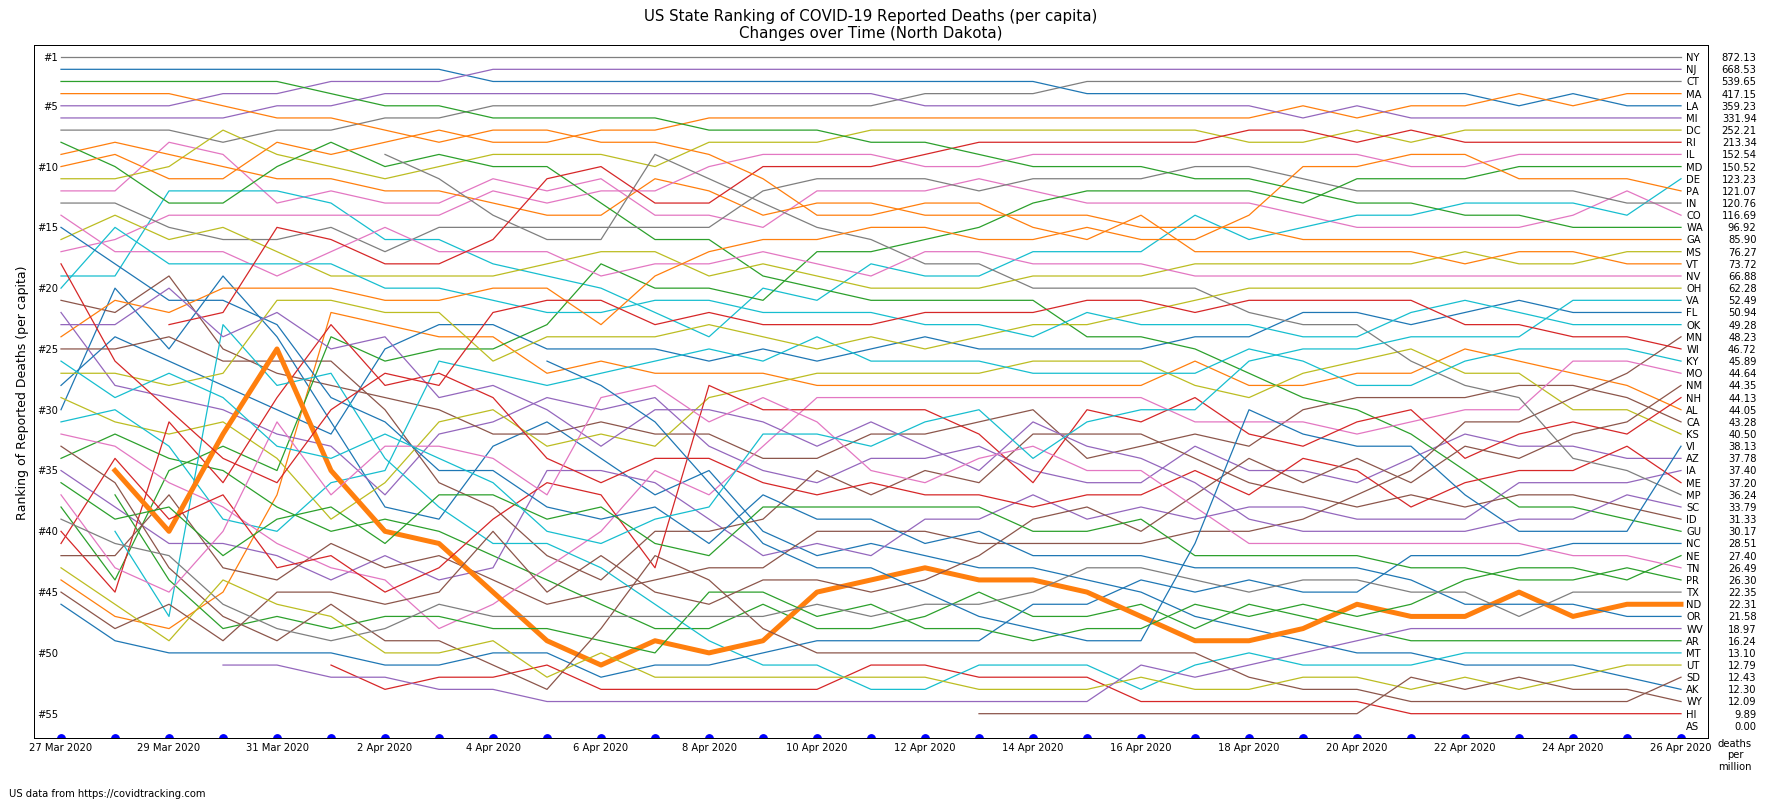 US State Ranking of COVID-19 Reported Deaths (per capita)
Changes over Time (North Dakota)
Ranking of Reported Deaths (per capita)
#1
#5
#10
#15
#20
#25
#30
#35
#40
#45
#50
#55
NY 872.13
NJ 668.53
CT 539.65
MA 417.15
LA 359.23
MI 331.94
DC 252.21
RI 213.34
IL 152.54
MD 150.52
DE 123.23
PA 121.07
IN 120.76
CO 116.69
WA 96.92
GA 85.90
MS 76.27
VT 73.72
NV 66.88
OH 62.28
VA 52.49
FL 50.94
OK 49.28
MN 48.23
WI 46.72
KY 45.89
MO 44.64
NM 44.35
NH 44.13
AL 44.05
CA 43.28
KS 40.50
VI 38.13
AZ 37.78
IA 37.40
ME 37.20
MP 36.24
SC 33.79
ID 31.33
GU 30.17
NC 28.51
NE 27.40
TN 26.49
PR 26.30
TX 22.35
ND 22.31
OR 21.58
WV 18.97
AR 16.24
MT 13.10
UT 12.79
SD 12.43
AK 12.30
WY 12.09
HI 9.89
AS 0.00
27 Mar 2020 29 Mar 2020 31 Mar 2020 2 Apr 2020 4 Apr 2020 6 Apr 2020 8 Apr 2020 10 Apr 2020 12 Apr 2020 14 Apr 2020 16 Apr 2020 18 Apr 2020 20 Apr 2020 22 Apr 2020 24 Apr 2020 26 Apr 2020
deaths
per
million
US data from https://covidtracking.com